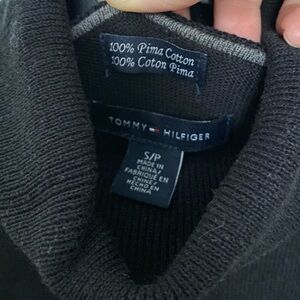 100% Pima Cotton
100% Coton Pima
TOMMY HILFIGER
S/P
MADE IN
CHINA/
FABRIQUÉ EN
CHINE/
HECHO EN
CHINA